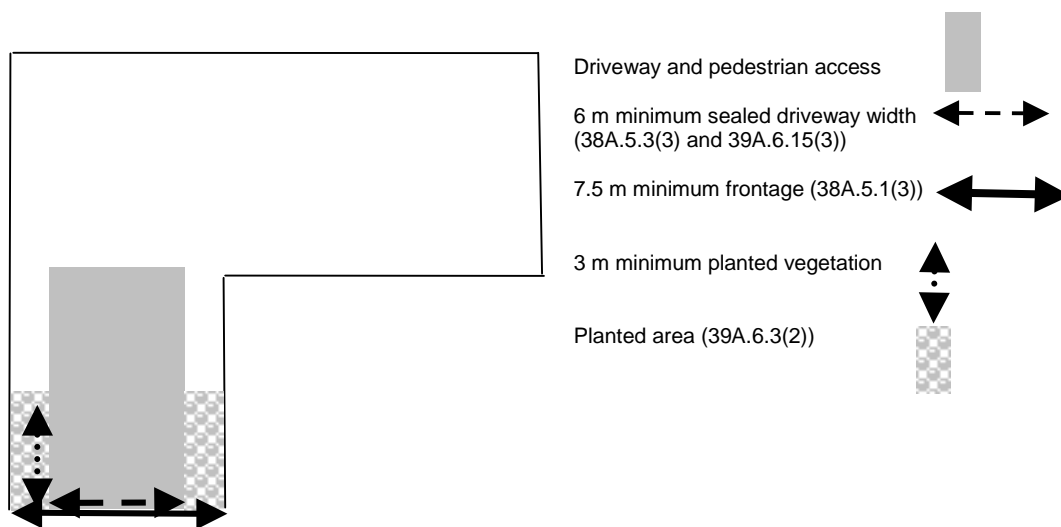 Driveway and pedestrian access
6 m minimum sealed driveway width
(38A.5.3(3) and 39A.6.15(3))
7.5 m minimum frontage (38A.5.1(3))
3 m minimum planted vegetation
Planted area (39A.6.3(2))